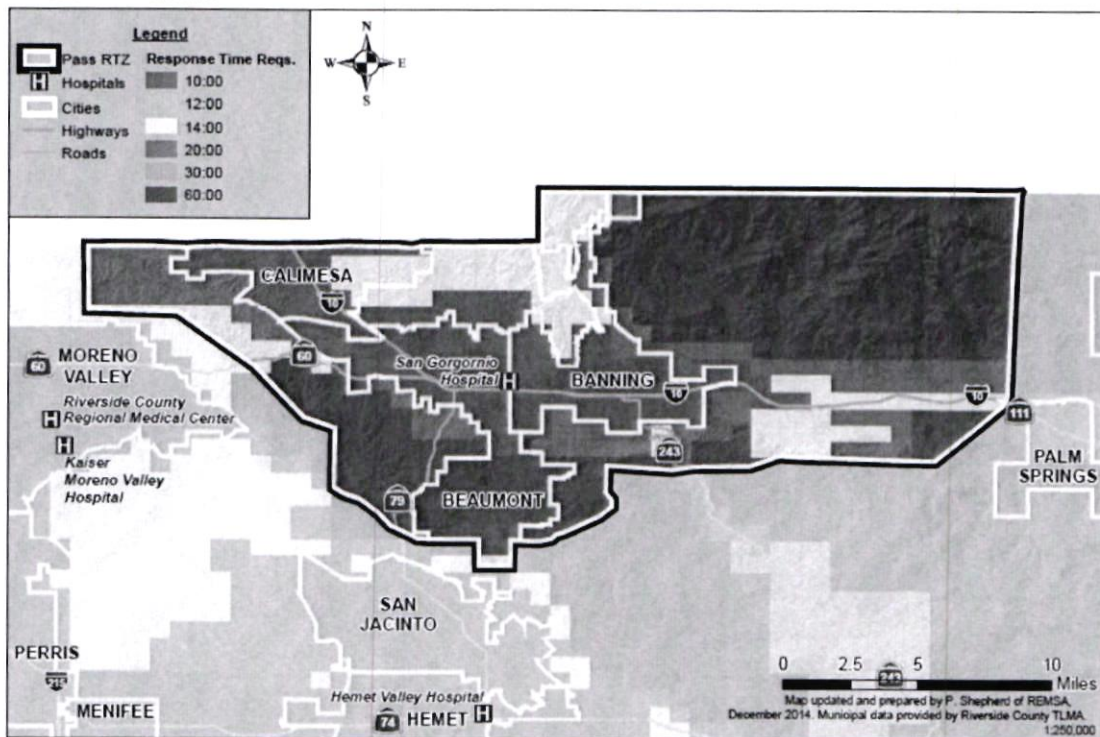 Legend
Pass RTZ
Response Time Reqs.
H Hospitals
10:00
Cities
12:00
Highways
14:00
Roads
20:00
30:00
60:00
N
W E
S
CALIMESA
10
60
San Gorgornio
Hospital H
BANNING
10
10
111
60 MORENO
VALLEY
H Riverside County
Regional Medical Center
H
Kaiser
Moreno Valley
Hospital
243
PALM
SPRINGS
79
BEAUMONT
SAN
JACINTO
PERRIS
215
MENIFEE
Hemet Valley Hospital
74 HEMET H
0 2.5 5 10
243
Miles
Map updated and prepared by P. Shepherd of REMSA,
December 2014. Municipal data provided by Riverside County TLMA.
1:250,000